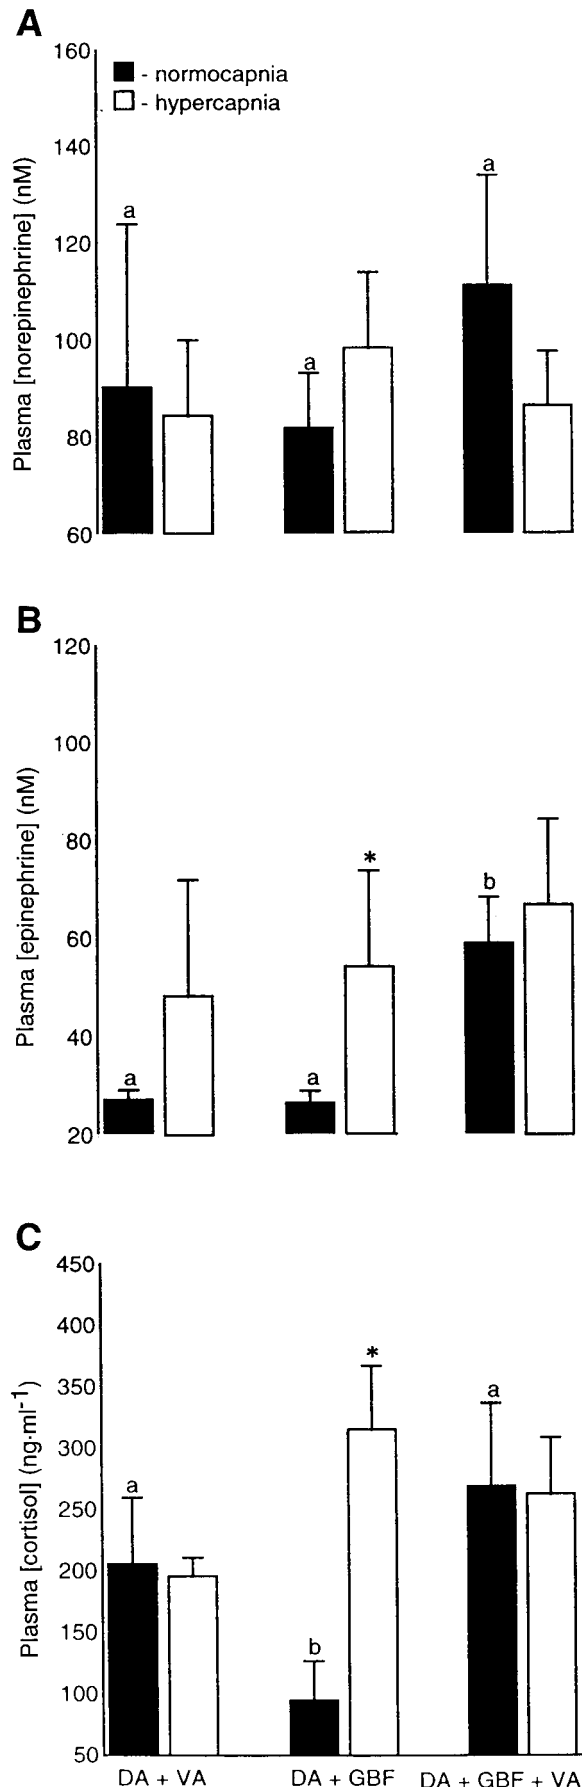 A
160
- normocapnia
- hypercapnia
140
120
100
80
60
Plasma [norepinephrine] (nM)
a
a
a
B
120
100
80
60
40
20
Plasma [epinephrine] (nM)
a
a
*
b
C
450
400
350
300
250
200
150
100
50
Plasma [cortisol] (ng·ml-1)
a
b
*
a
DA + VA
DA + GBF
DA + GBF + VA